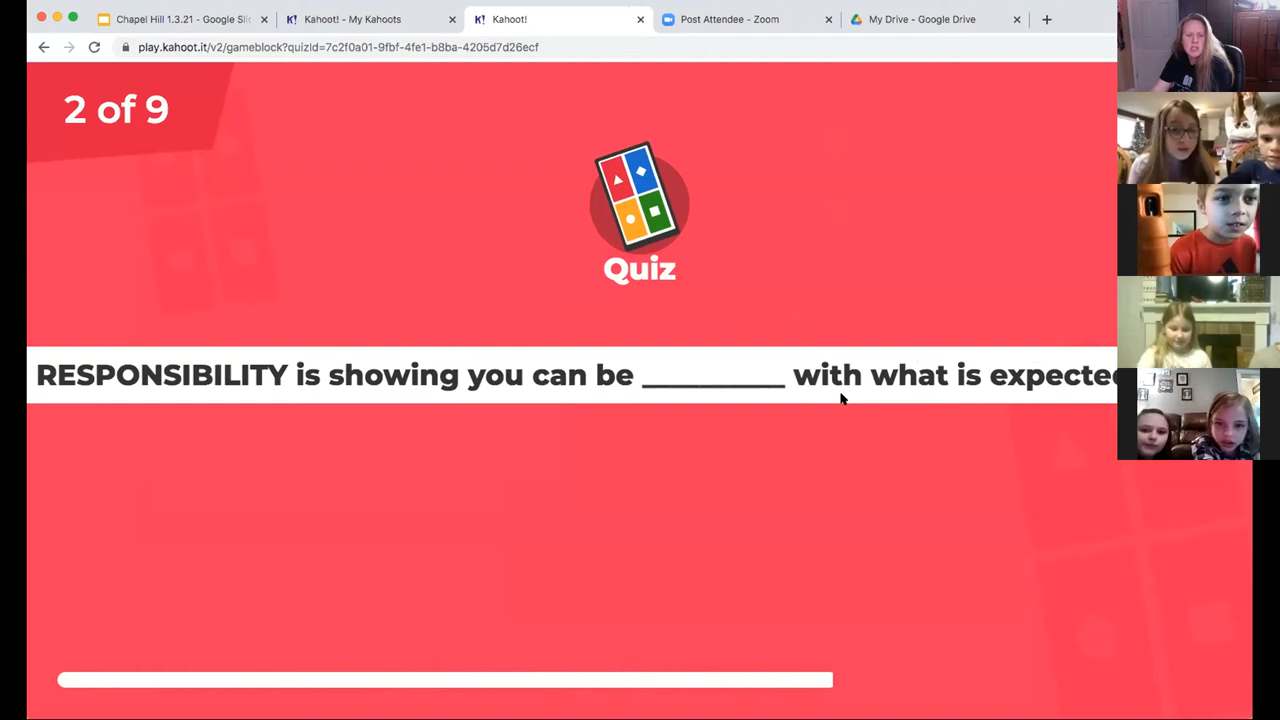 Chapel Hill 1.3.21 - Google Sli
Kahoot! - My Kahoots
Kahoot!
Post Attendee - Zoom
My Drive - Google Drive
play.kahoot.it/v2/gameblock?quizId=7c2f0a01-9fbf-4fe1-b8ba-4205d7d26ecf
2 of 9
Quiz
RESPONSIBILITY is showing you can be __________ with what is expected